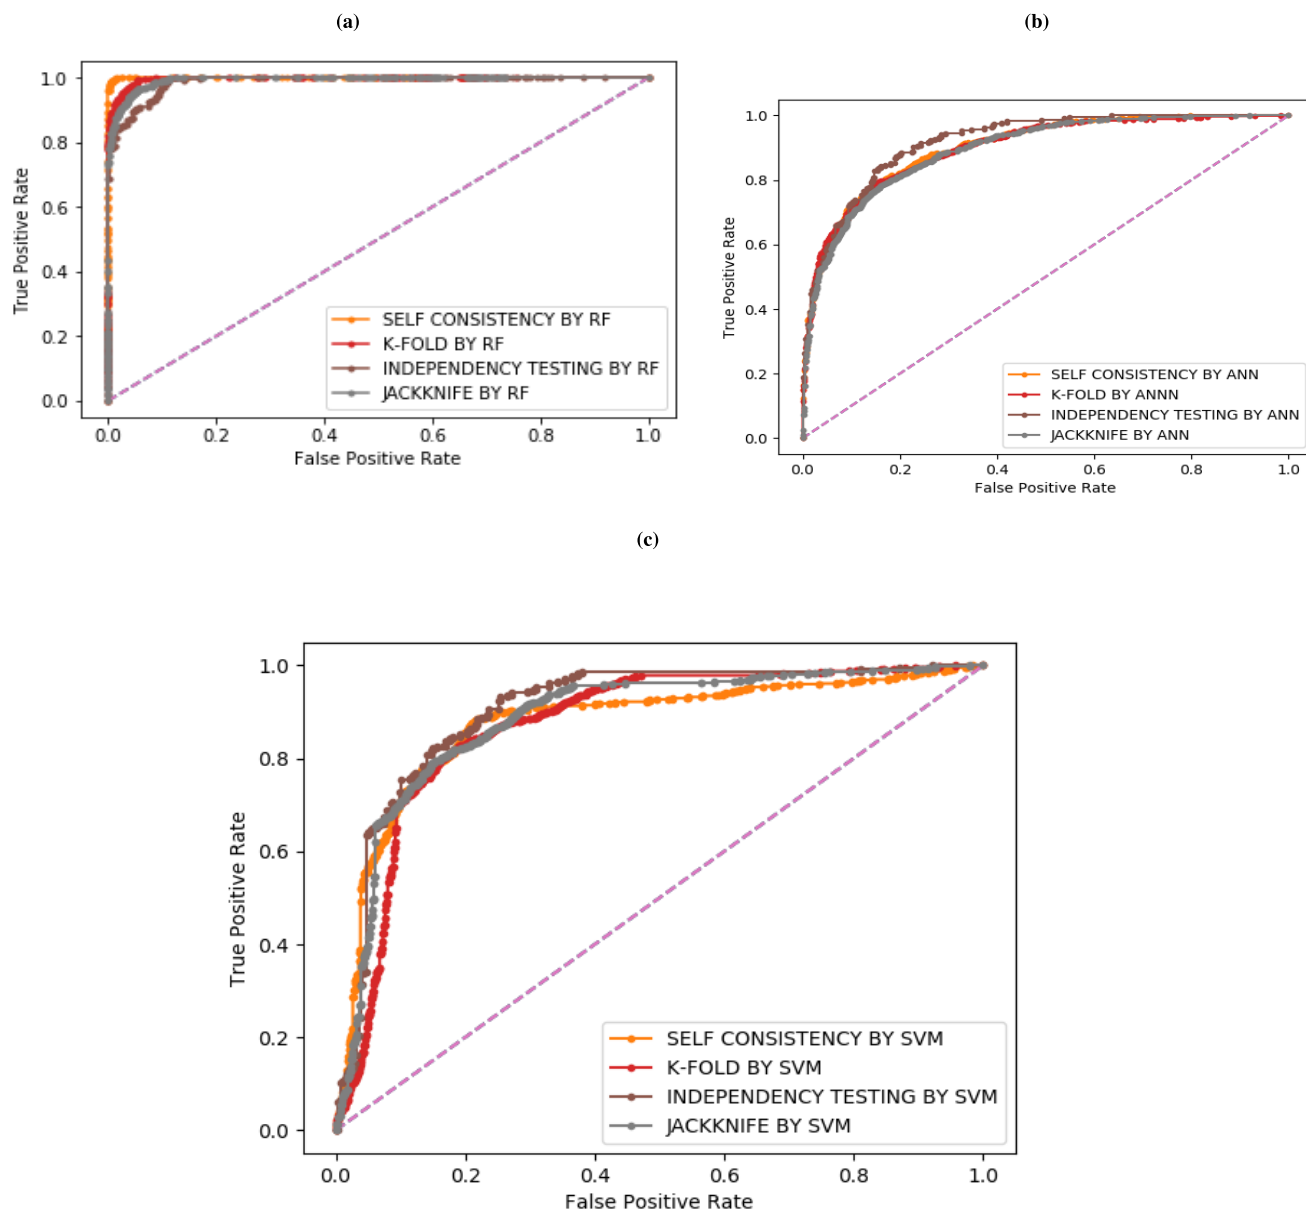 (a)
1.0
0.8
0.6
0.4
0.2
0.0
True Positive Rate
SELF CONSISTENCY BY RF
K-FOLD BY RF
INDEPENDENCY TESTING BY RF
JACKKNIFE BY RF
0.0 0.2 0.4 0.6 0.8 1.0
False Positive Rate
(b)
1.0
0.8
0.6
0.4
0.2
0.0
True Positive Rate
SELF CONSISTENCY BY ANN
K-FOLD BY ANNN
INDEPENDENCY TESTING BY ANN
JACKKNIFE BY ANN
0.0 0.2 0.4 0.6 0.8 1.0
False Positive Rate
(c)
1.0
0.8
0.6
0.4
0.2
0.0
True Positive Rate
SELF CONSISTENCY BY SVM
K-FOLD BY SVM
INDEPENDENCY TESTING BY SVM
JACKKNIFE BY SVM
0.0 0.2 0.4 0.6 0.8 1.0
False Positive Rate